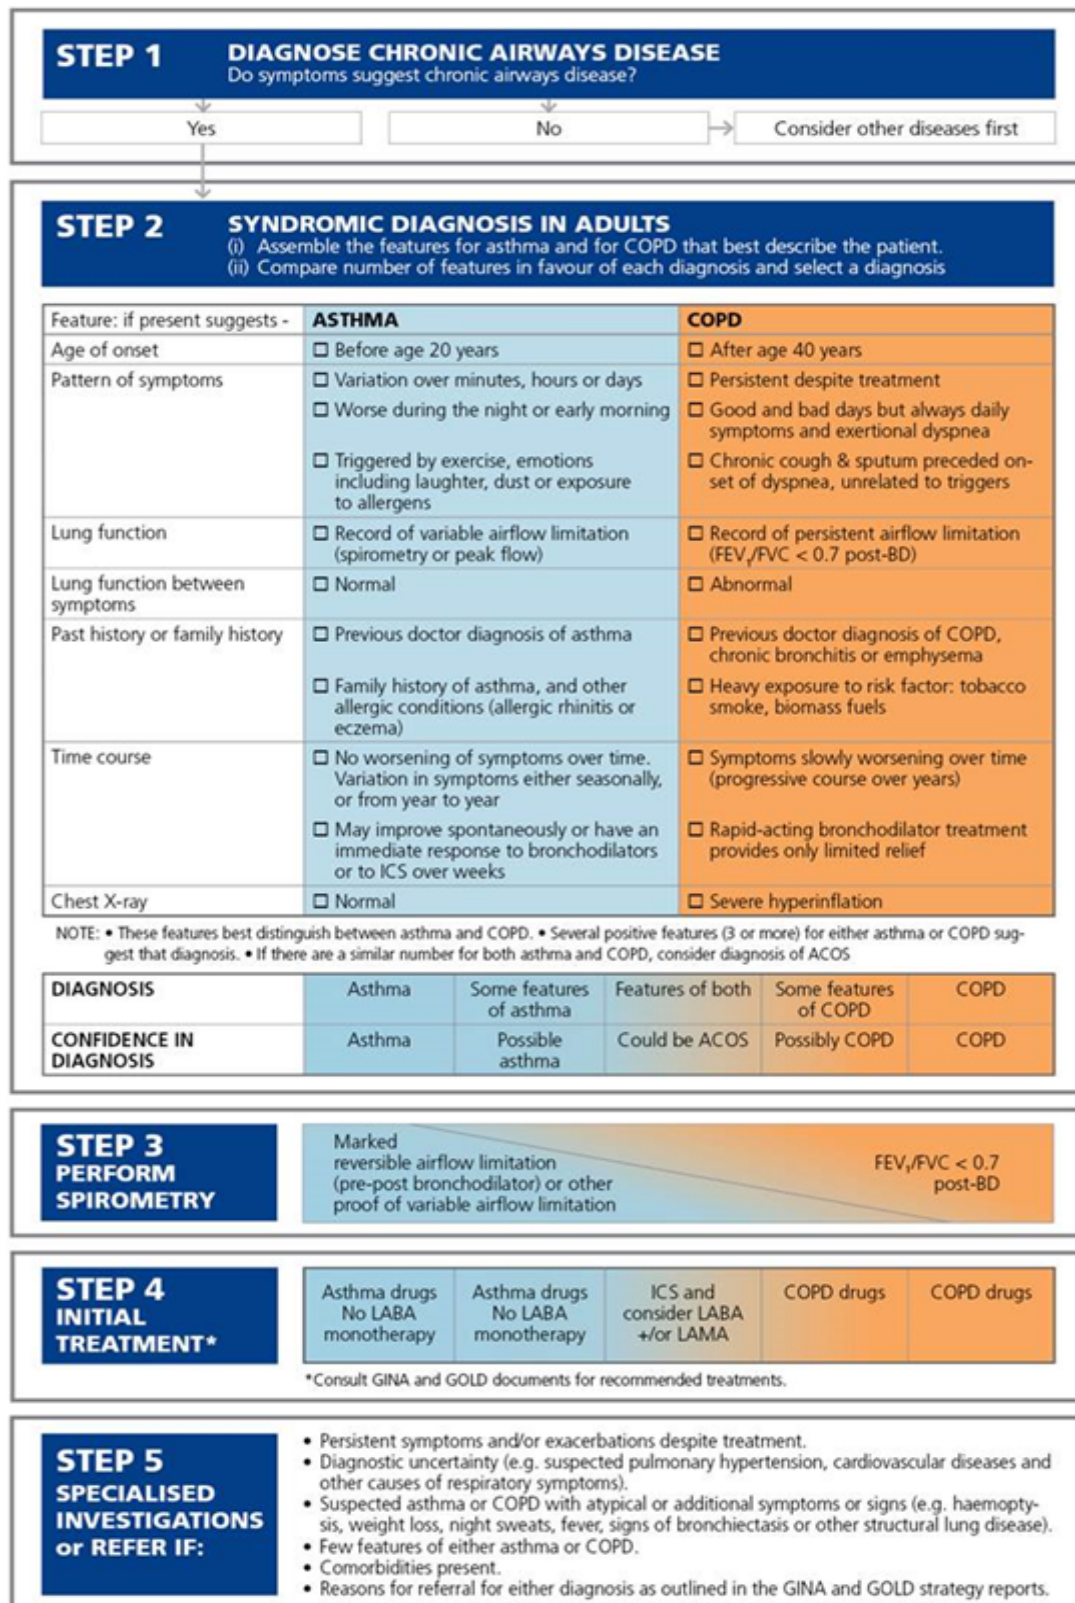 STEP 1 DIAGNOSE CHRONIC AIRWAYS DISEASE
Do symptoms suggest chronic airways disease?
Yes No Consider other diseases first
STEP 2 SYNDROMIC DIAGNOSIS IN ADULTS
(i) Assemble the features for asthma and for COPD that best describe the patient.
(ii) Compare number of features in favour of each diagnosis and select a diagnosis
Feature: if present suggests - ASTHMA COPD
Age of onset ☐ Before age 20 years ☐ After age 40 years
Pattern of symptoms ☐ Variation over minutes, hours or days ☐ Persistent despite treatment
☐ Worse during the night or early morning ☐ Good and bad days but always daily
symptoms and exertional dyspnea
☐ Triggered by exercise, emotions ☐ Chronic cough & sputum preceded on-
including laughter, dust or exposure set of dyspnea, unrelated to triggers
to allergens
Lung function ☐ Record of variable airflow limitation ☐ Record of persistent airflow limitation
(spirometry or peak flow) (FEV₁/FVC < 0.7 post-BD)
Lung function between ☐ Normal ☐ Abnormal
symptoms
Past history or family history ☐ Previous doctor diagnosis of asthma ☐ Previous doctor diagnosis of COPD,
chronic bronchitis or emphysema
☐ Family history of asthma, and other ☐ Heavy exposure to risk factor: tobacco
allergic conditions (allergic rhinitis or smoke, biomass fuels
eczema)
Time course ☐ No worsening of symptoms over time. ☐ Symptoms slowly worsening over time
Variation in symptoms either seasonally, (progressive course over years)
or from year to year
☐ May improve spontaneously or have an ☐ Rapid-acting bronchodilator treatment
immediate response to bronchodilators provides only limited relief
or to ICS over weeks
Chest X-ray ☐ Normal ☐ Severe hyperinflation
NOTE: • These features best distinguish between asthma and COPD. • Several positive features (3 or more) for either asthma or COPD sug-
gest that diagnosis. • If there are a similar number for both asthma and COPD, consider diagnosis of ACOS
DIAGNOSIS Asthma Some features Features of both Some features COPD
of asthma of COPD
CONFIDENCE IN Asthma Possible Could be ACOS Possibly COPD COPD
DIAGNOSIS asthma
STEP 3
PERFORM
SPIROMETRY
Marked
reversible airflow limitation
(pre-post bronchodilator) or other
proof of variable airflow limitation
FEV₁/FVC < 0.7
post-BD
STEP 4
INITIAL
TREATMENT*
Asthma drugs Asthma drugs ICS and COPD drugs COPD drugs
No LABA No LABA consider LABA
monotherapy monotherapy +/or LAMA
*Consult GINA and GOLD documents for recommended treatments.
STEP 5
SPECIALISED
INVESTIGATIONS
or REFER IF:
• Persistent symptoms and/or exacerbations despite treatment.
• Diagnostic uncertainty (e.g. suspected pulmonary hypertension, cardiovascular diseases and
other causes of respiratory symptoms).
• Suspected asthma or COPD with atypical or additional symptoms or signs (e.g. haemopty-
sis, weight loss, night sweats, fever, signs of bronchiectasis or other structural lung disease).
• Few features of either asthma or COPD.
• Comorbidities present.
• Reasons for referral for either diagnosis as outlined in the GINA and GOLD strategy reports.